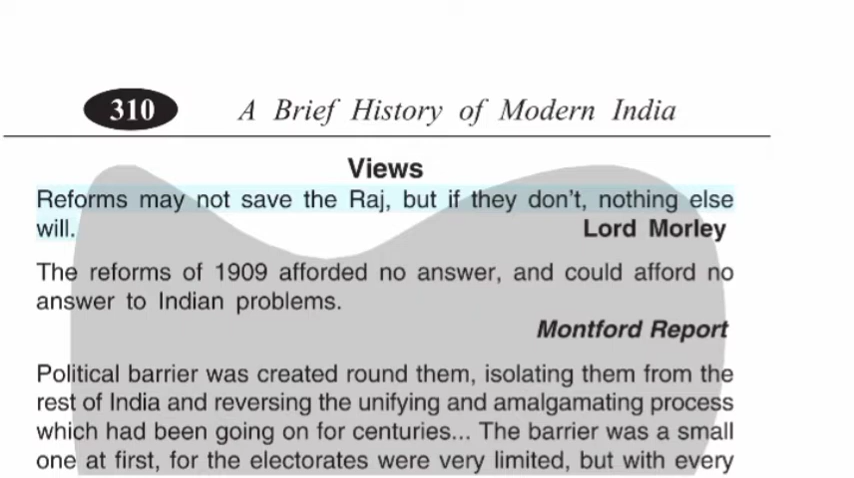 310 A Brief History of Modern India
Views
Reforms may not save the Raj, but if they don't, nothing else
will. Lord Morley
The reforms of 1909 afforded no answer, and could afford no
answer to Indian problems.
Montford Report
Political barrier was created round them, isolating them from the
rest of India and reversing the unifying and amalgamating process
which had been going on for centuries... The barrier was a small
one at first, for the electorates were very limited, but with every